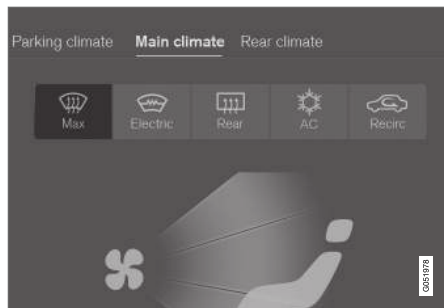 Parking climate Main climate Rear climate
Max Electric Rear AC Recirc
G051978